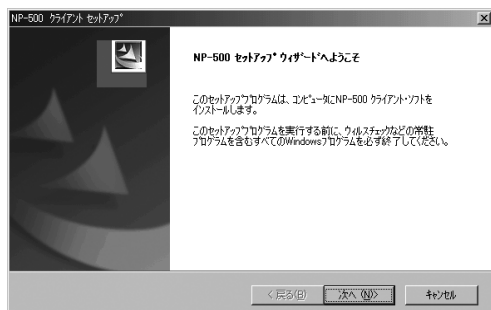 NP-500 クライアント セットアップ
NP-500 セットアップ ウィザードへようこそ
このセットアッププログラムは、コンピュータにNP-500 クライアント・ソフトを
インストールします。
このセットアッププログラムを実行する前に、ウィルスチェックなどの常駐
プログラムを含むすべてのWindowsプログラムを必ず終了してください。
< 戻る(B) 次へ (N)> キャンセル